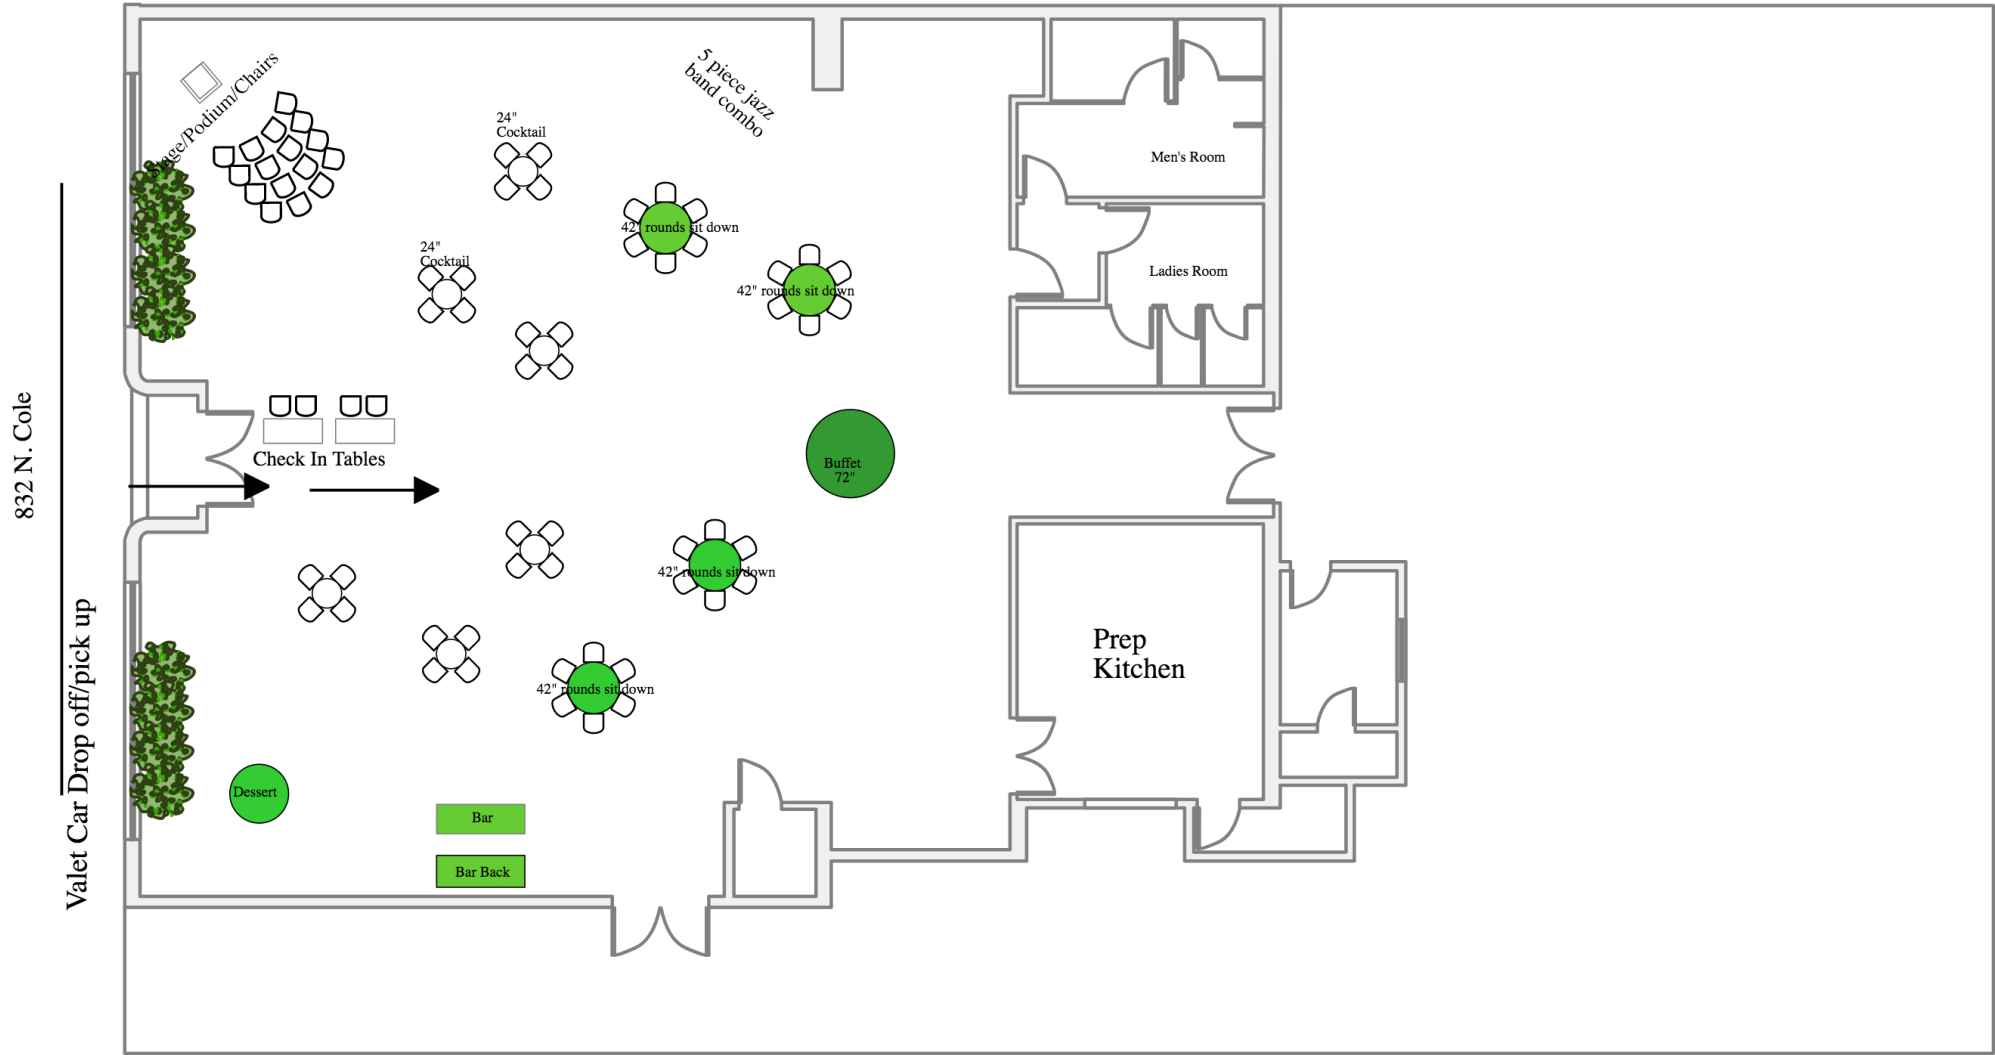 Stage/Podium/Chairs
5 piece jazz
band combo
24"
Cocktail
Men's Room
42" rounds sit down
24"
Cocktail
Ladies Room
42" rounds sit down
832 N. Cole
Check In Tables
Buffet
72"
42" rounds sit down
Prep
Kitchen
42" rounds sit down
Valet Car Drop off/pick up
Dessert
Bar
Bar Back